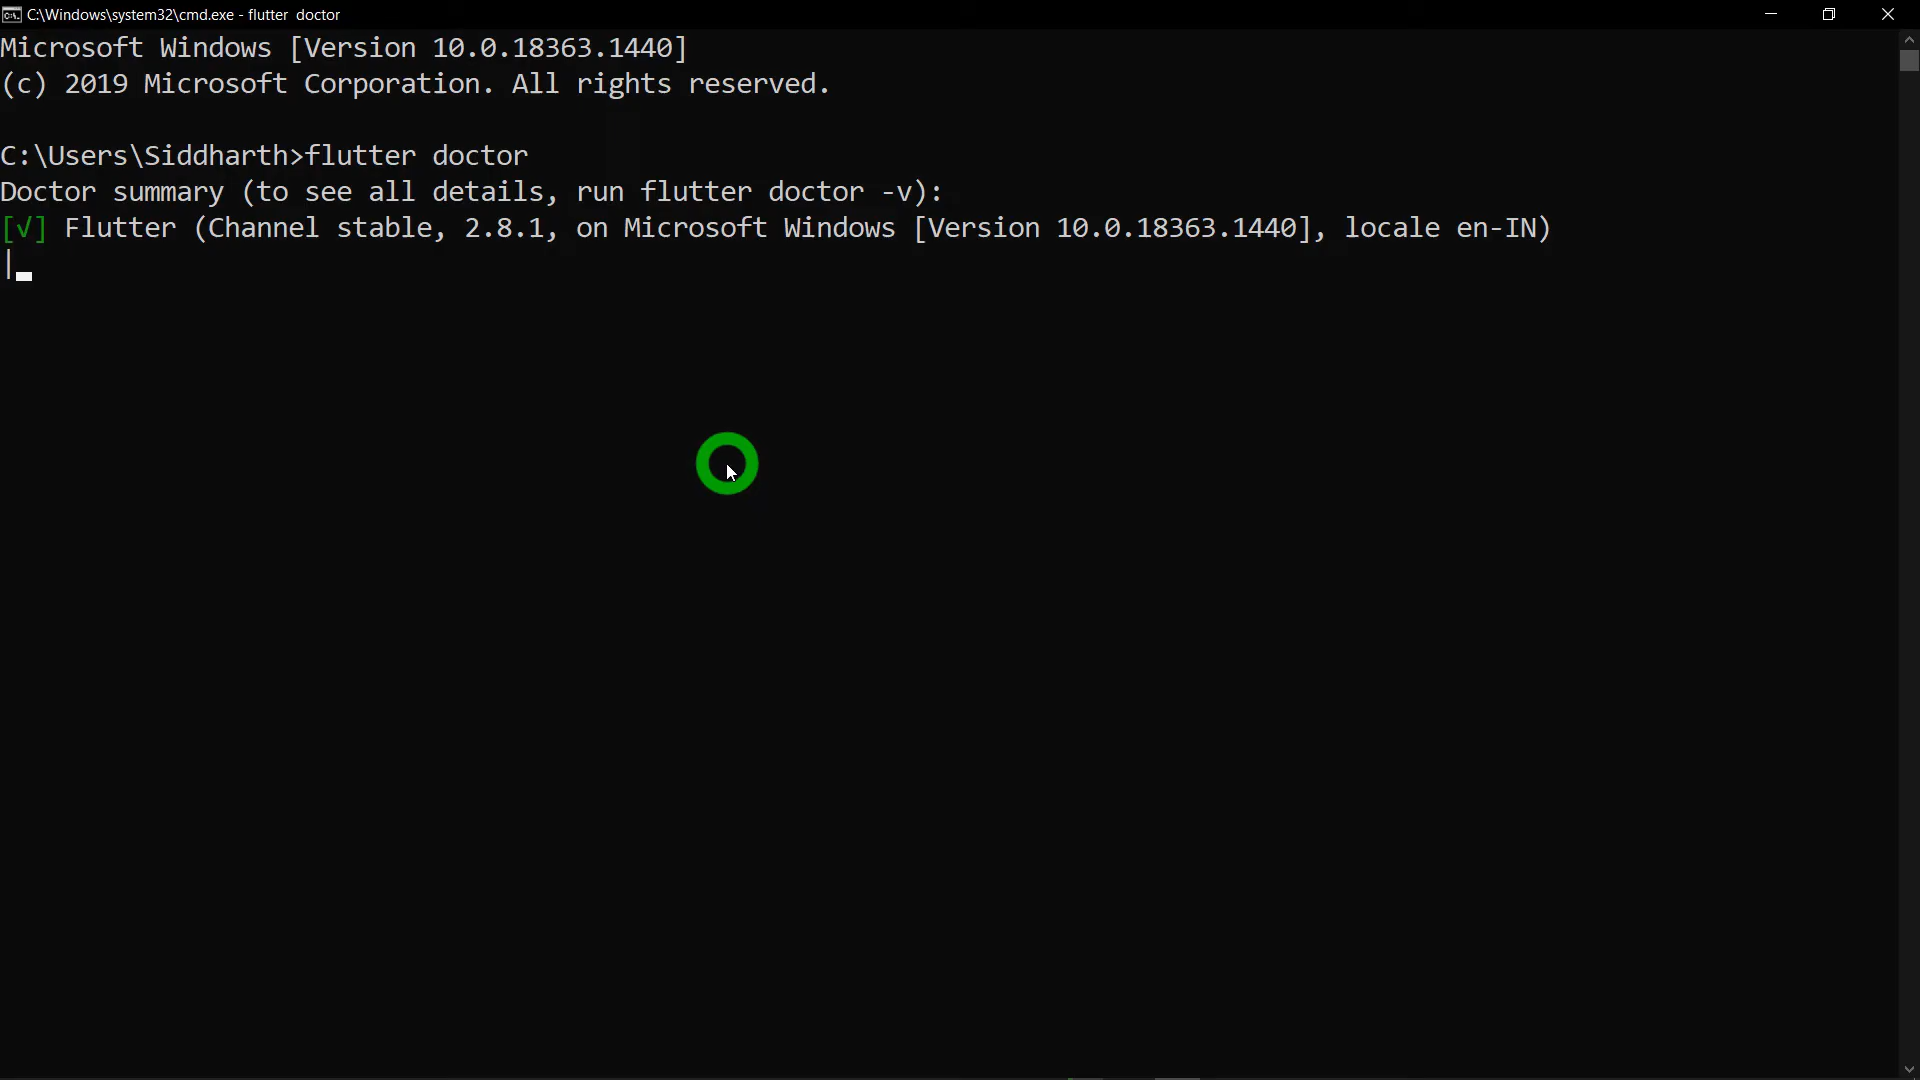 C:\Windows\system32\cmd.exe - flutter  doctor
Microsoft Windows [Version 10.0.18363.1440]
(c) 2019 Microsoft Corporation. All rights reserved.
C:\Users\Siddharth>flutter doctor
Doctor summary (to see all details, run flutter doctor -v):
[√] Flutter (Channel stable, 2.8.1, on Microsoft Windows [Version 10.0.18363.1440], locale en-IN)
|